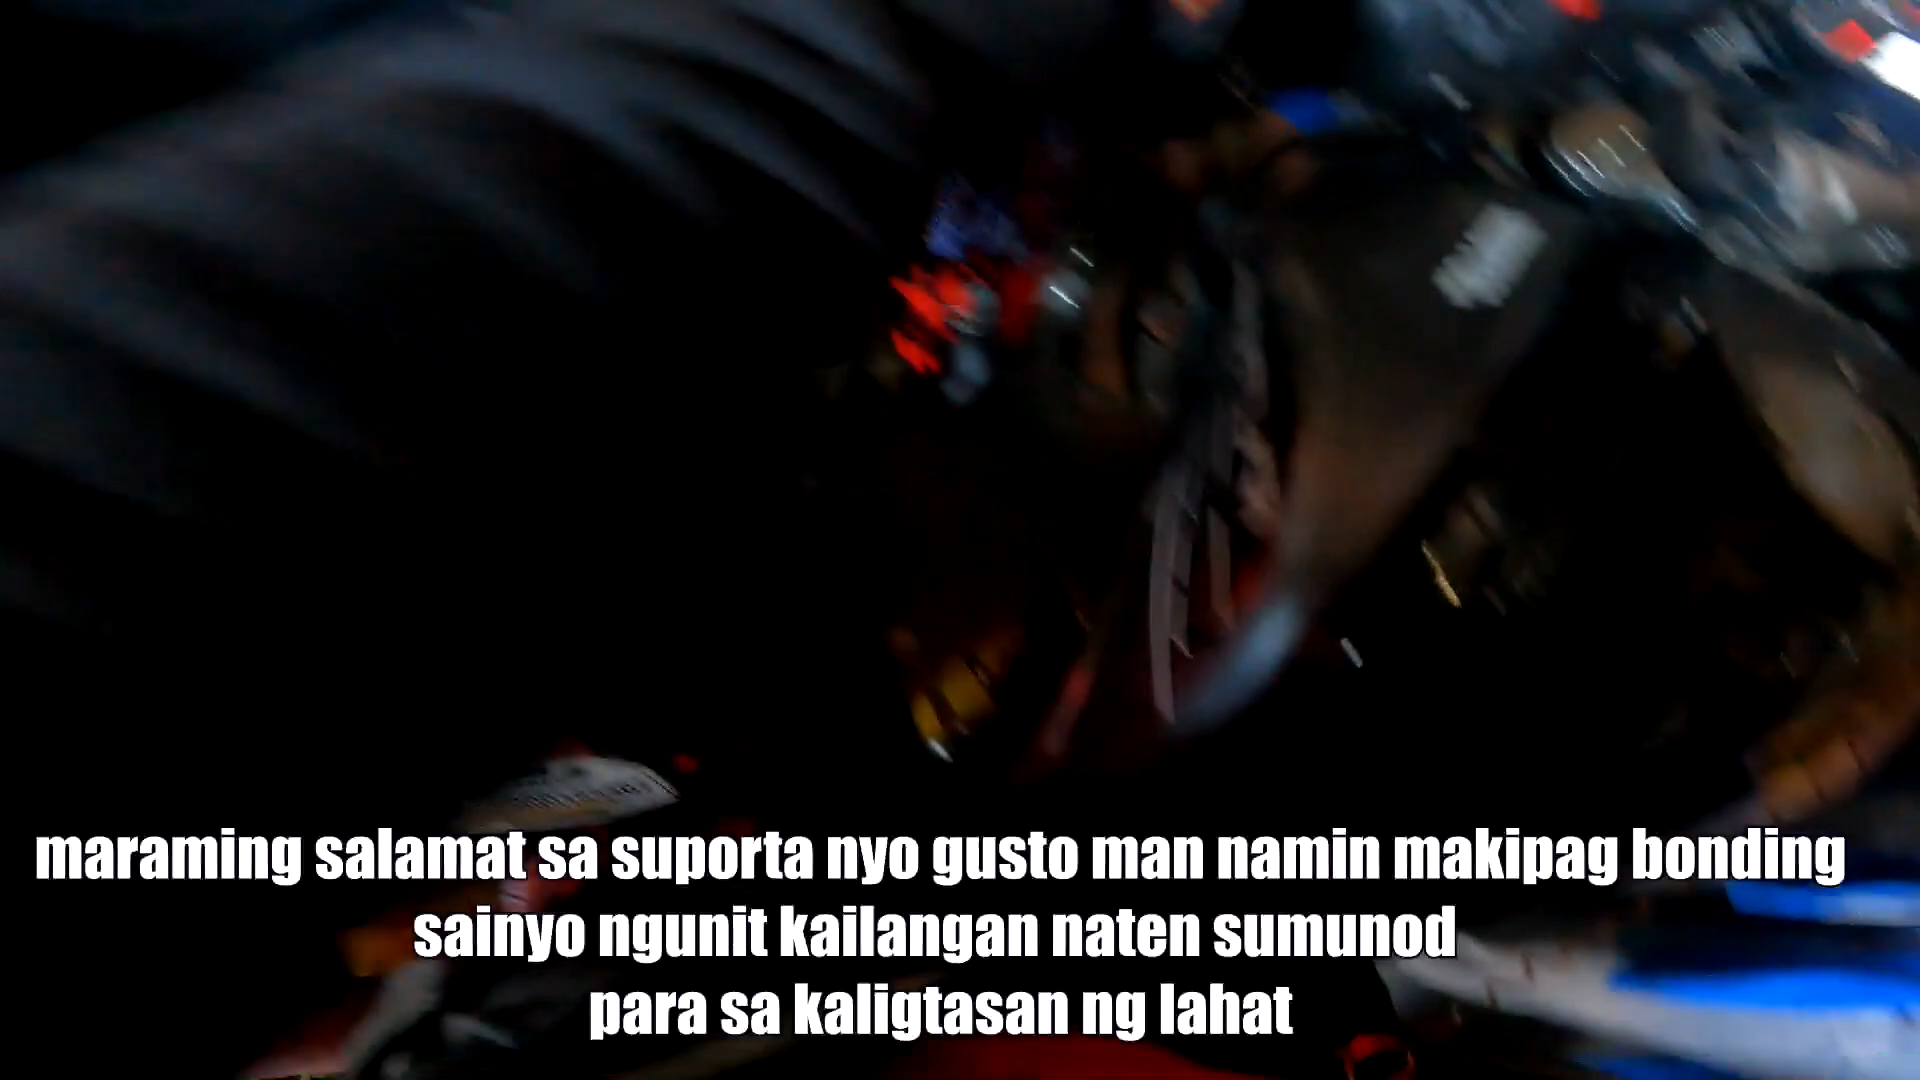 maraming salamat sa suporta nyo gusto man namin makipag bonding
sainyo ngunit kailangan naten sumunod
para sa kaligtasan ng lahat